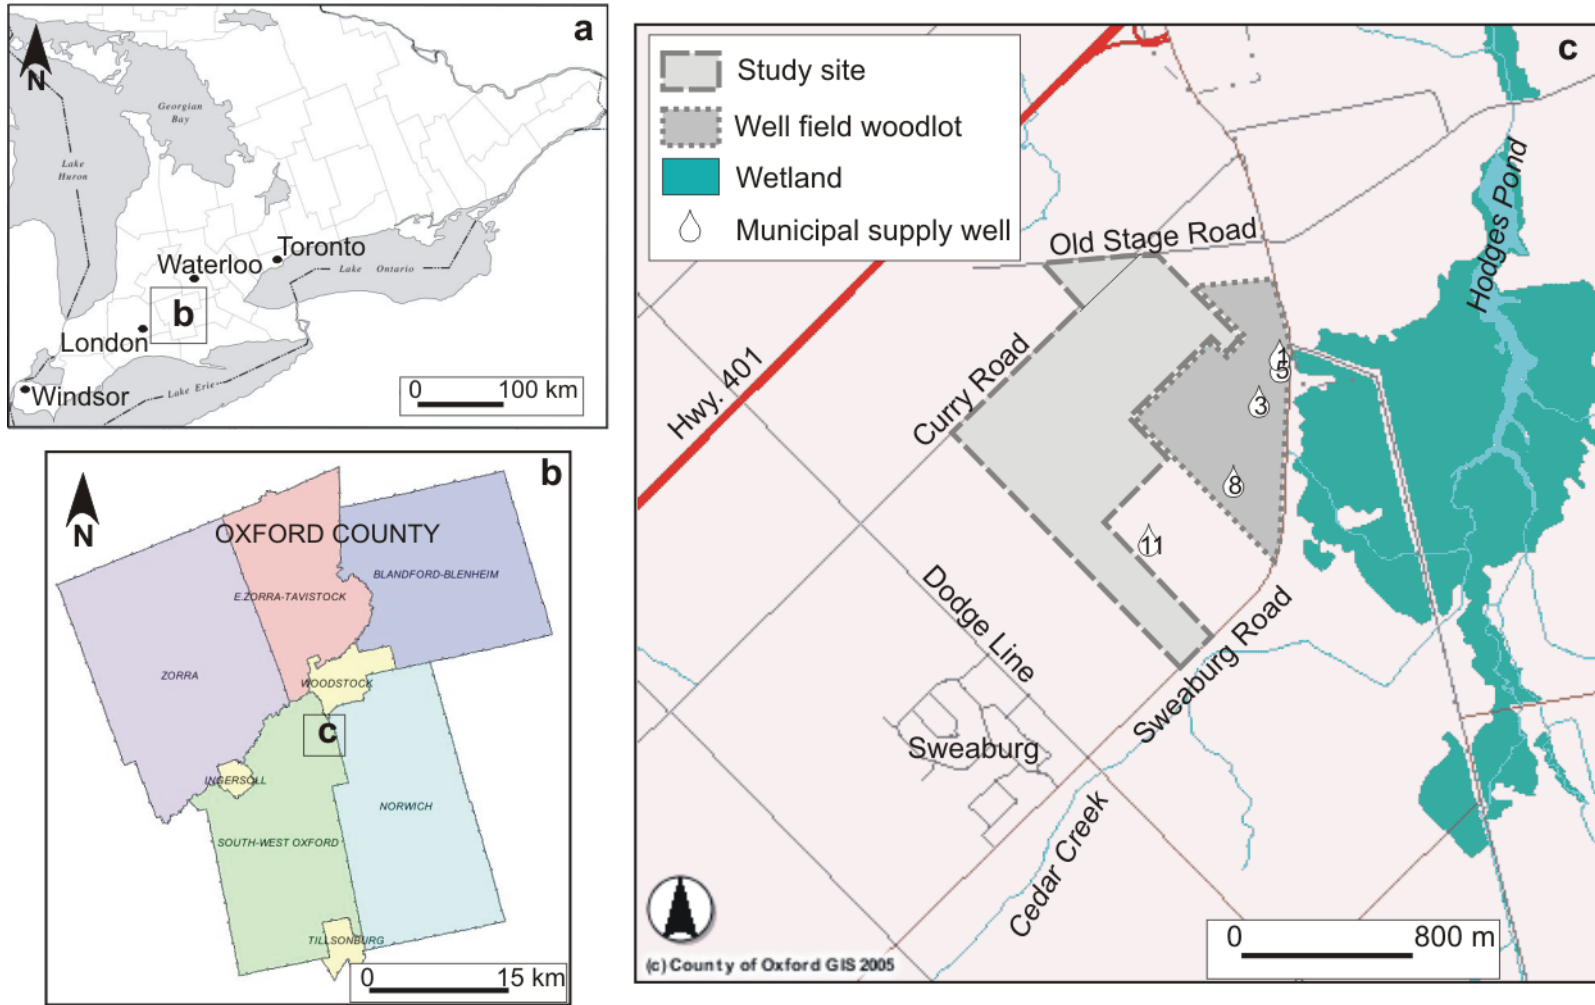 a
N
Georgian
Bay
Lake
Huron
Toronto
Waterloo
Lake Ontario
b
London
Windsor
Lake Erie
0 100 km
b
N
OXFORD COUNTY
BLANDFORD-BLENHEIM
E.ZORRA-TAVISTOCK
ZORRA
WOODSTOCK
c
INGERSOLL
NORWICH
SOUTH-WEST OXFORD
TILLSONBURG
0 15 km
c
Study site
Well field woodlot
Wetland
Municipal supply well
Old Stage Road
Hodges Pond
Hwy. 401
Curry Road
1
5
3
8
11
Dodge Line
Sweaburg Road
Sweaburg
Cedar Creek
0 800 m
(c) County of Oxford GIS 2005